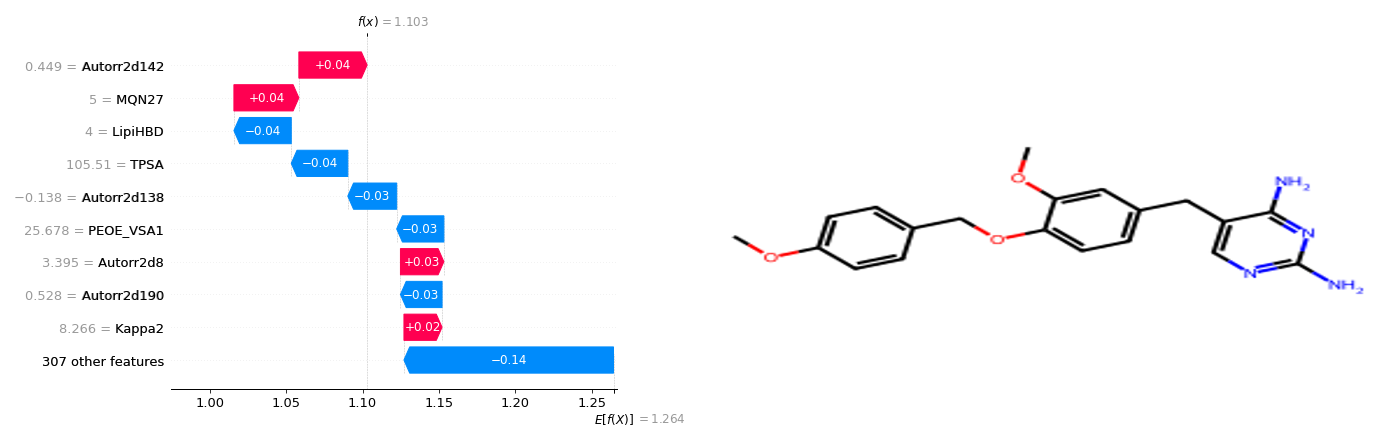 f(x) = 1.103
0.449 = Autorr2d142
+0.04
5 = MQN27
+0.04
4 = LipiHBD
−0.04
105.51 = TPSA
−0.04
−0.138 = Autorr2d138
−0.03
25.678 = PEOE_VSA1
−0.03
3.395 = Autorr2d8
+0.03
0.528 = Autorr2d190
−0.03
8.266 = Kappa2
+0.02
307 other features
−0.14
1.00 1.05 1.10 1.15 1.20 1.25
E[f(X)] = 1.264
O
NH₂
O
N
O
N
NH₂